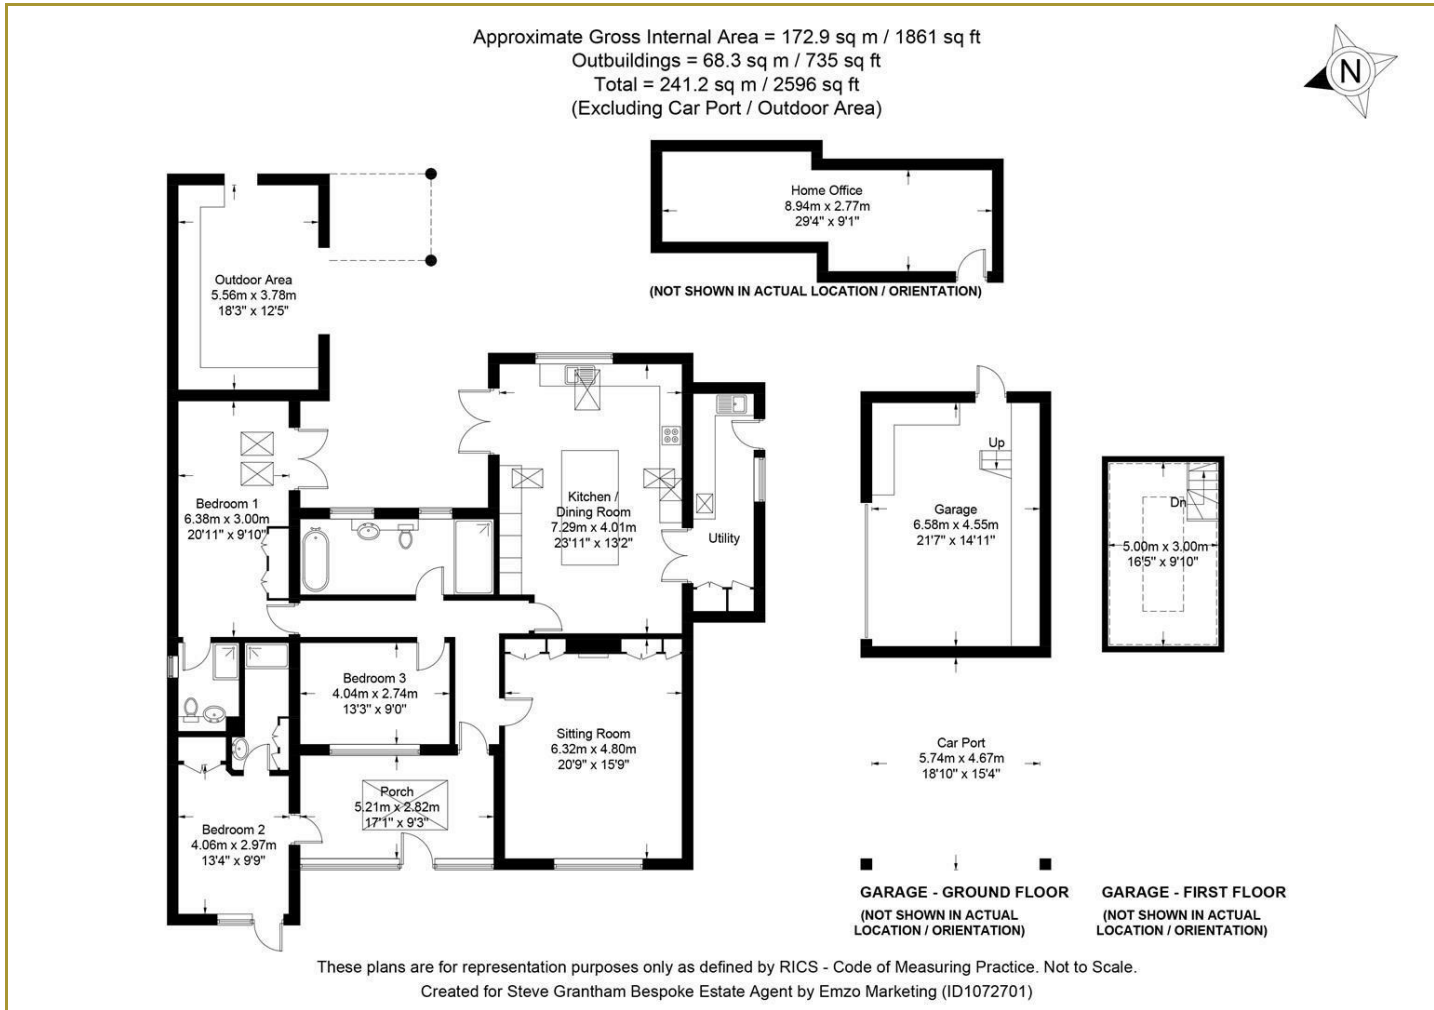 Approximate Gross Internal Area = 172.9 sq m / 1861 sq ft
Outbuildings = 68.3 sq m / 735 sq ft
Total = 241.2 sq m / 2596 sq ft
(Excluding Car Port / Outdoor Area)
N
Home Office
8.94m x 2.77m
29'4" x 9'1"
(NOT SHOWN IN ACTUAL LOCATION / ORIENTATION)
Outdoor Area
5.56m x 3.78m
18'3" x 12'5"
Bedroom 1
6.38m x 3.00m
20'11" x 9'10"
Kitchen /
Dining Room
7.29m x 4.01m
23'11" x 13'2"
Utility
Up
Garage
6.58m x 4.55m
21'7" x 14'11"
Dn
5.00m x 3.00m
16'5" x 9'10"
Bedroom 3
4.04m x 2.74m
13'3" x 9'0"
Sitting Room
6.32m x 4.80m
20'9" x 15'9"
Car Port
5.74m x 4.67m
18'10" x 15'4"
Porch
5.21m x 2.82m
17'1" x 9'3"
Bedroom 2
4.06m x 2.97m
13'4" x 9'9"
GARAGE - GROUND FLOOR
(NOT SHOWN IN ACTUAL
LOCATION / ORIENTATION)
GARAGE - FIRST FLOOR
(NOT SHOWN IN ACTUAL
LOCATION / ORIENTATION)
These plans are for representation purposes only as defined by RICS - Code of Measuring Practice. Not to Scale.
Created for Steve Grantham Bespoke Estate Agent by Emzo Marketing (ID1072701)